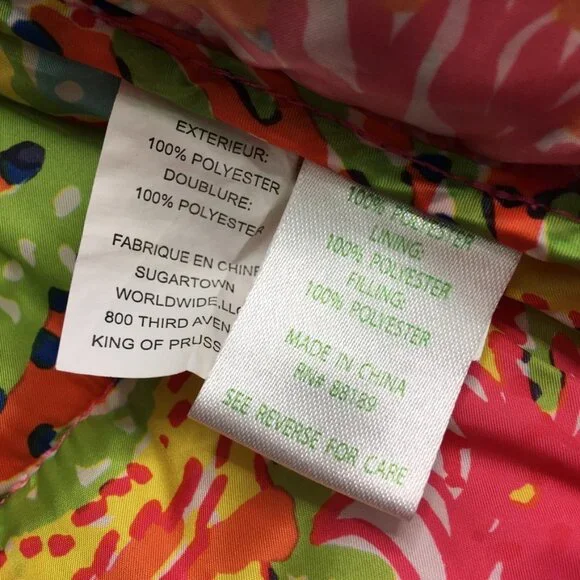 EXTERIEUR:
100% POLYESTER
DOUBLURE:
100% POLYESTER
FABRIQUE EN CHINE
SUGARTOWN
WORLDWIDE, LLC
800 THIRD AVEN
KING OF PRUSS
100% POLYESTER
LINING:
100% POLYESTER
FILLING:
100% POLYESTER
MADE IN CHINA
RN# 88189
SEE REVERSE FOR CARE